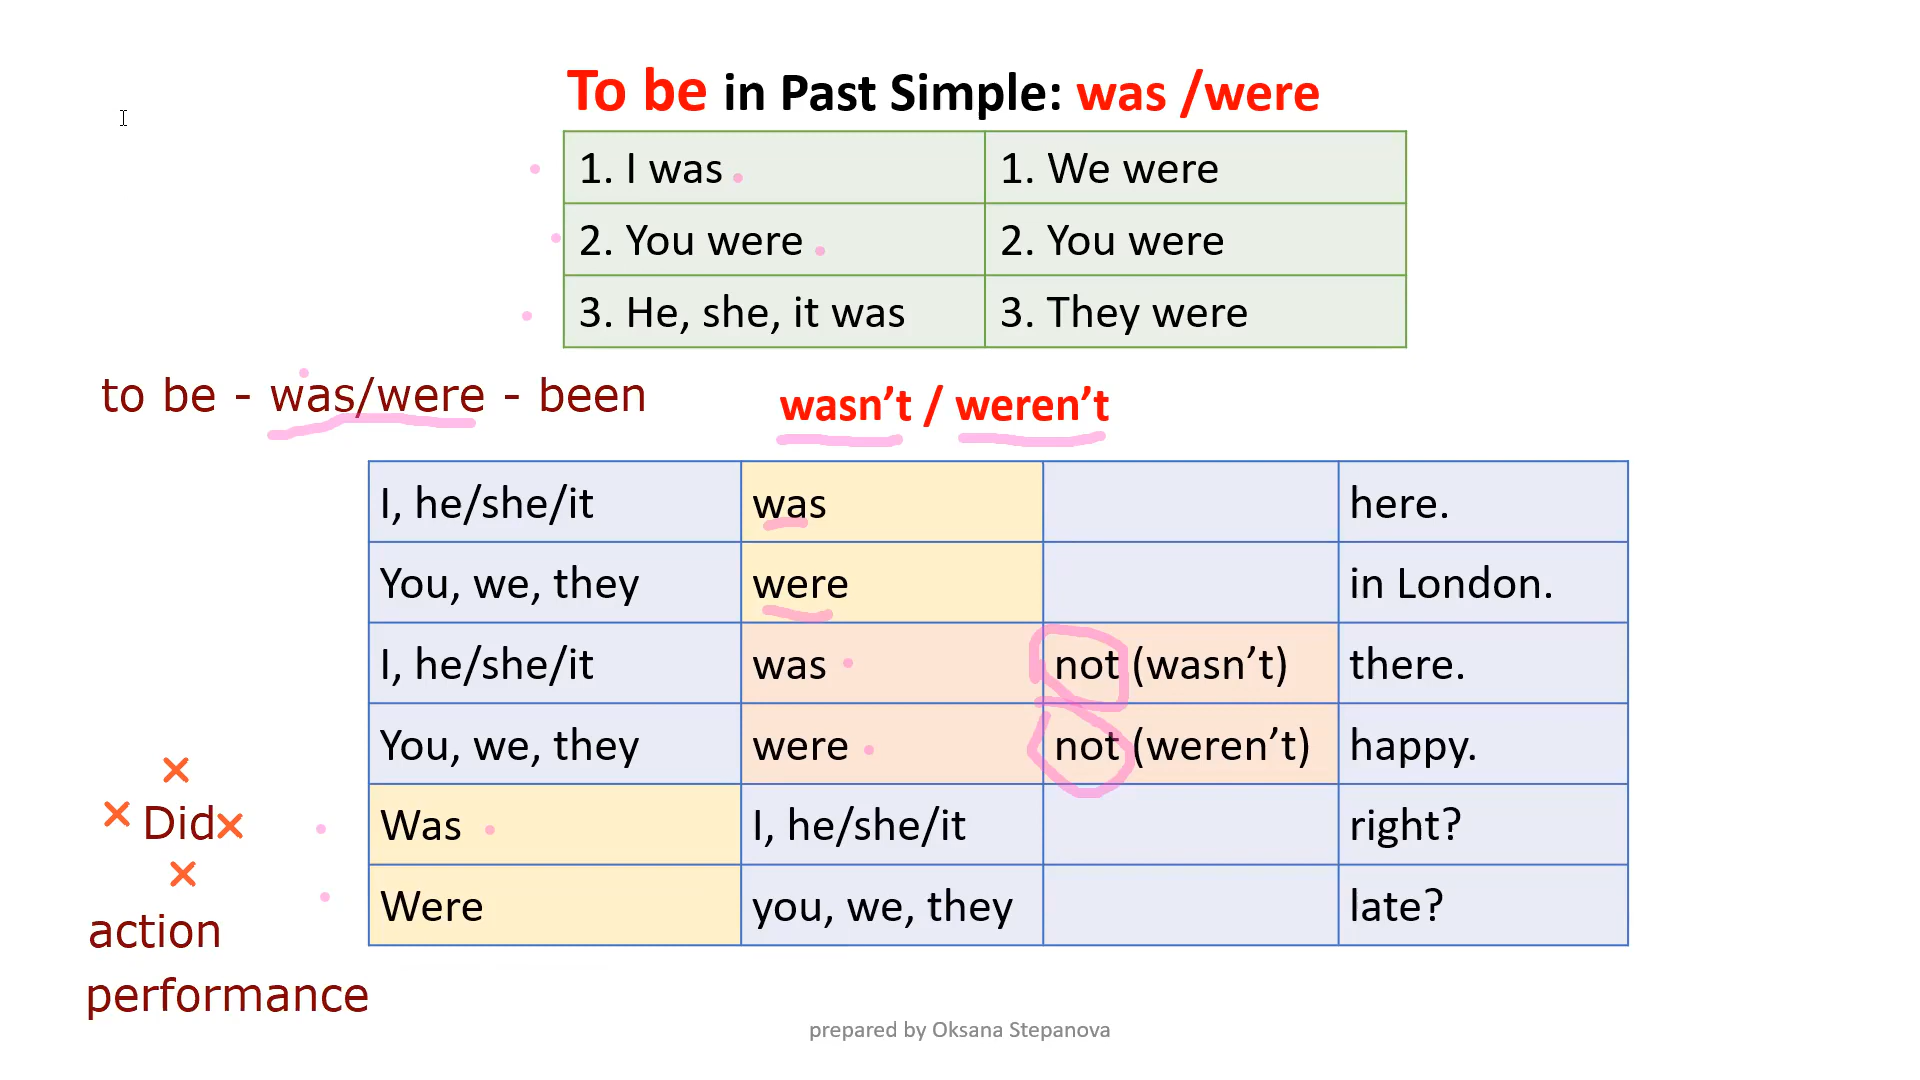 To be in Past Simple: was /were
1. I was 1. We were
2. You were 2. You were
3. He, she, it was 3. They were
to be - was/were - been
wasn’t / weren’t
I, he/she/it was here.
You, we, they were in London.
I, he/she/it was not (wasn’t) there.
You, we, they were not (weren’t) happy.
Was I, he/she/it right?
Were you, we, they late?
Did
action
performance
prepared by Oksana Stepanova